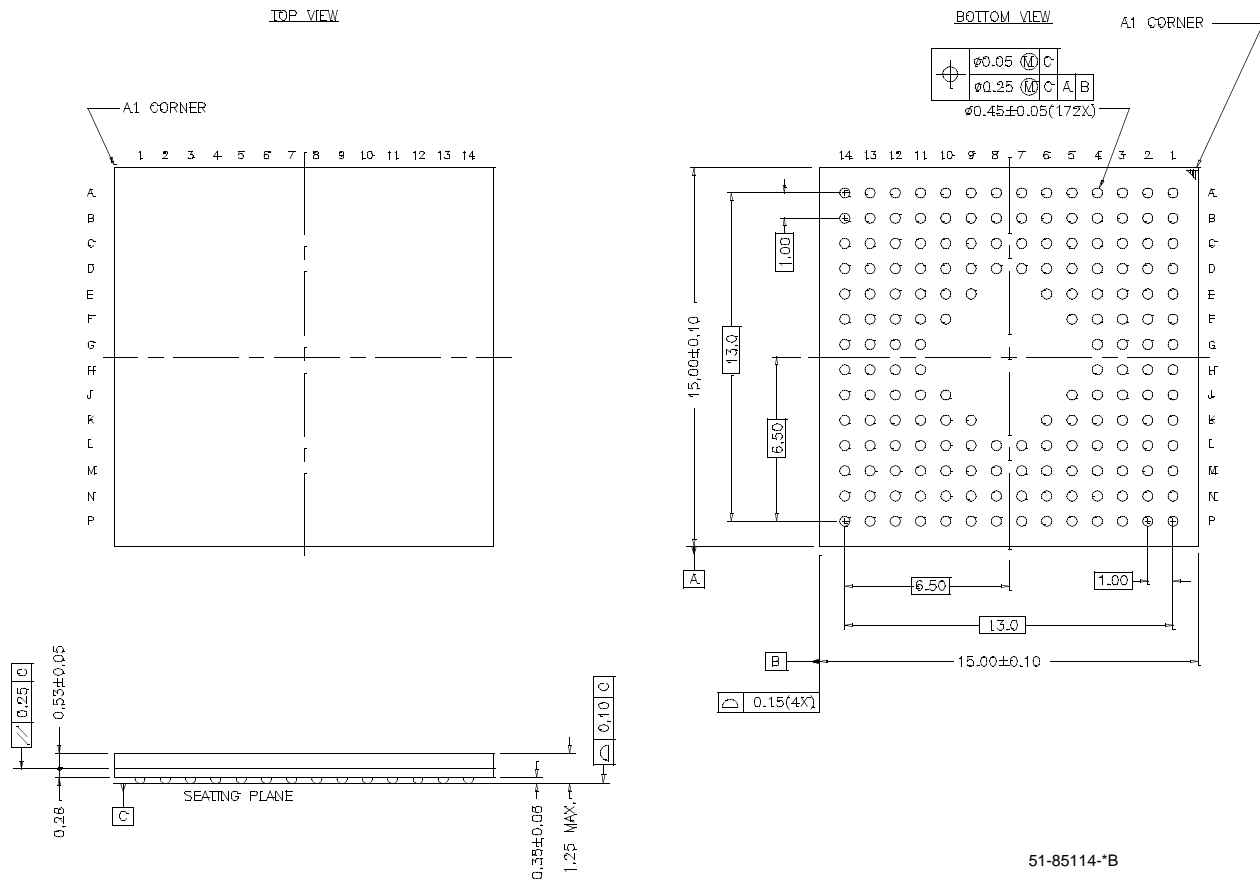 TOP VIEW
BOTTOM VIEW
A1 CORNER
⌀0.05 Ⓜ C
⌀0.25 Ⓜ C A B
⌀0.45±0.05(172X)
A1 CORNER
1 2 3 4 5 6 7 8 9 10 11 12 13 14
14 13 12 11 10 9 8 7 6 5 4 3 2 1
A
B
C
D
E
F
G
H
J
K
L
M
N
P
A
B
C
D
E
F
G
H
J
K
L
M
N
P
1.00
15.00±0.10
13.0
6.50
A
6.50
1.00
13.0
B
15.00±0.10
0.15(4X)
0.25 C
0.53±0.05
0.10 C
SEATING PLANE
C
0.35±0.06
1.25 MAX.
51-85114-*B